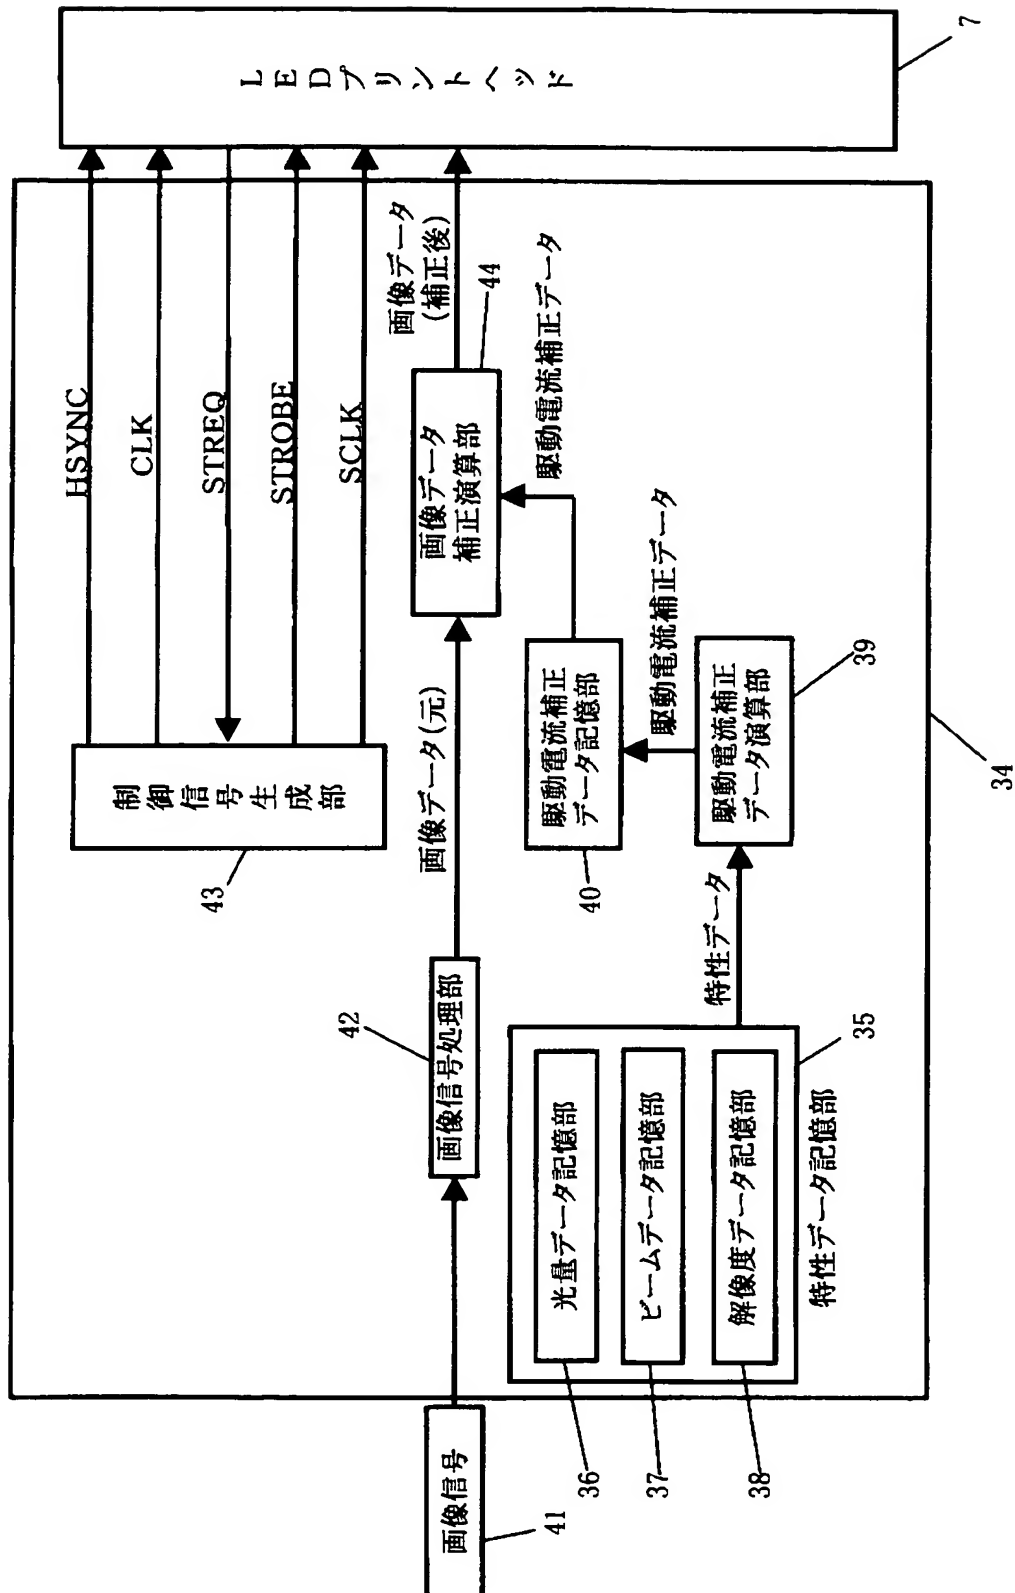 LEDプリントヘッド
7
HSYNC
CLK
STREQ
STROBE
SCLK
制御信号生成部
43
画像データ
(補正後)
44
画像データ
補正演算部
駆動電流補正データ
画像データ(元)
駆動電流補正
データ記憶部
40
駆動電流補正データ
駆動電流補正
データ演算部
39
34
特性データ
42
画像信号処理部
35
光量データ記憶部
ビームデータ記憶部
解像度データ記憶部
特性データ記憶部
36
37
38
画像信号
41